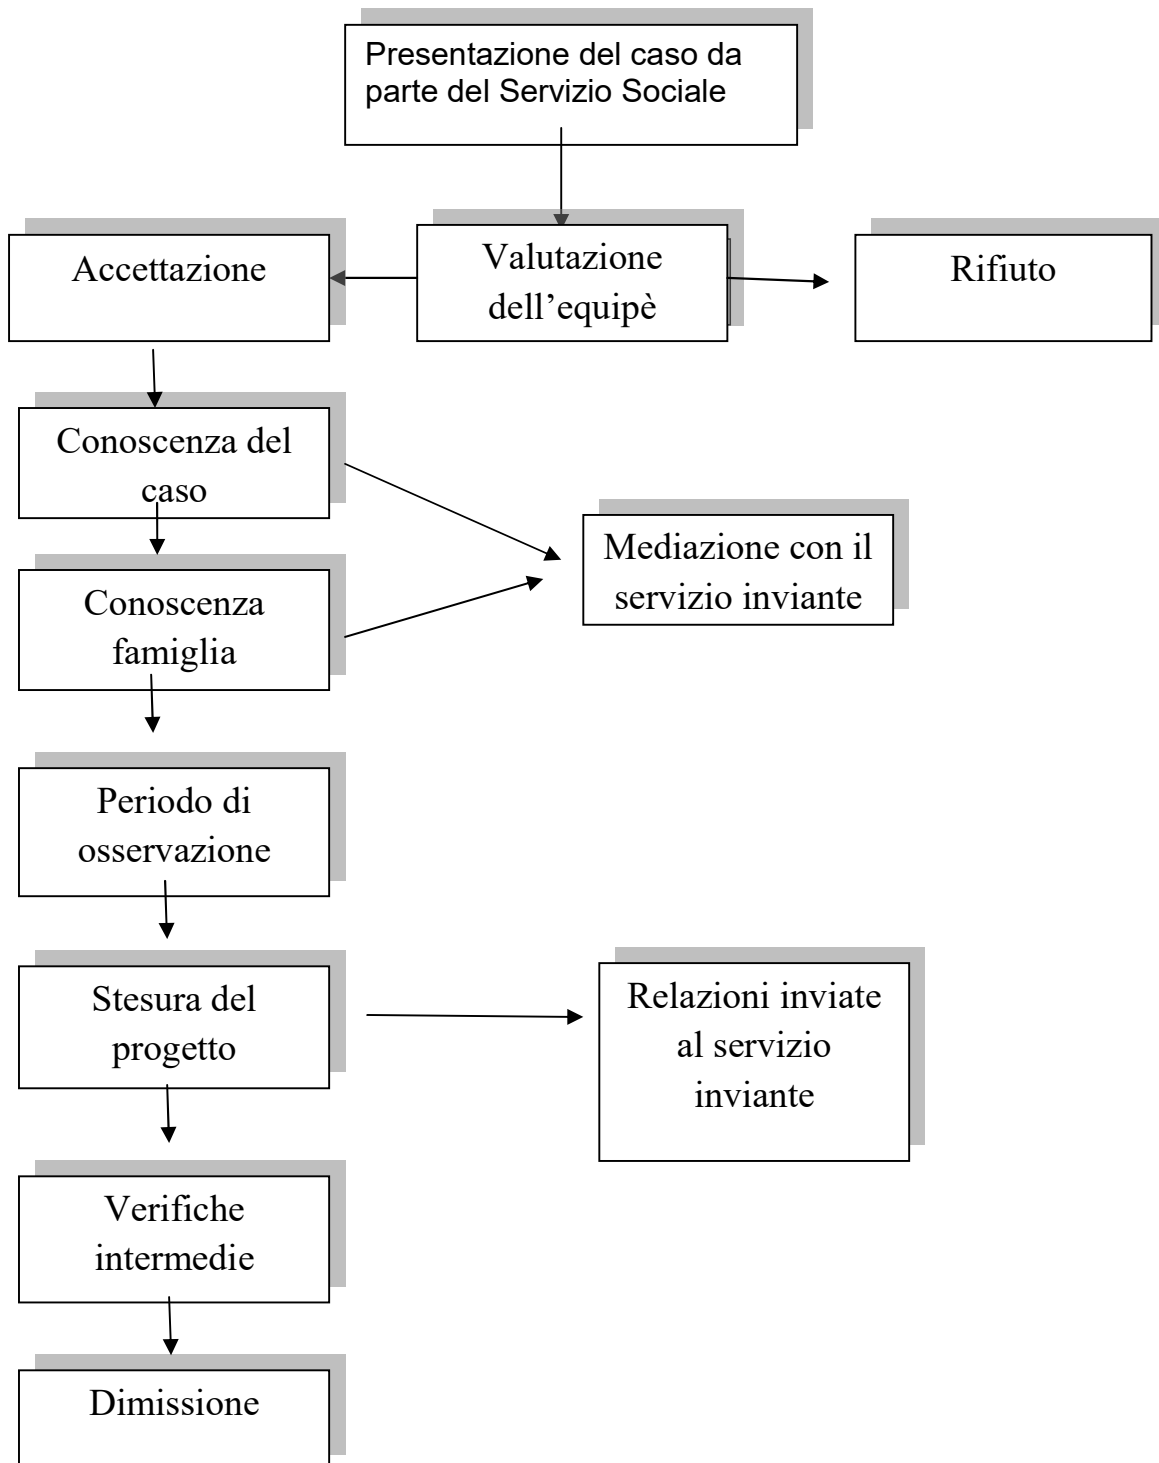 Presentazione del caso da
parte del Servizio Sociale
Accettazione
Valutazione
dell’equipè
Rifiuto
Conoscenza del
caso
Mediazione con il
servizio inviante
Conoscenza
famiglia
Periodo di
osservazione
Stesura del
progetto
Relazioni inviate
al servizio
inviante
Verifiche
intermedie
Dimissione